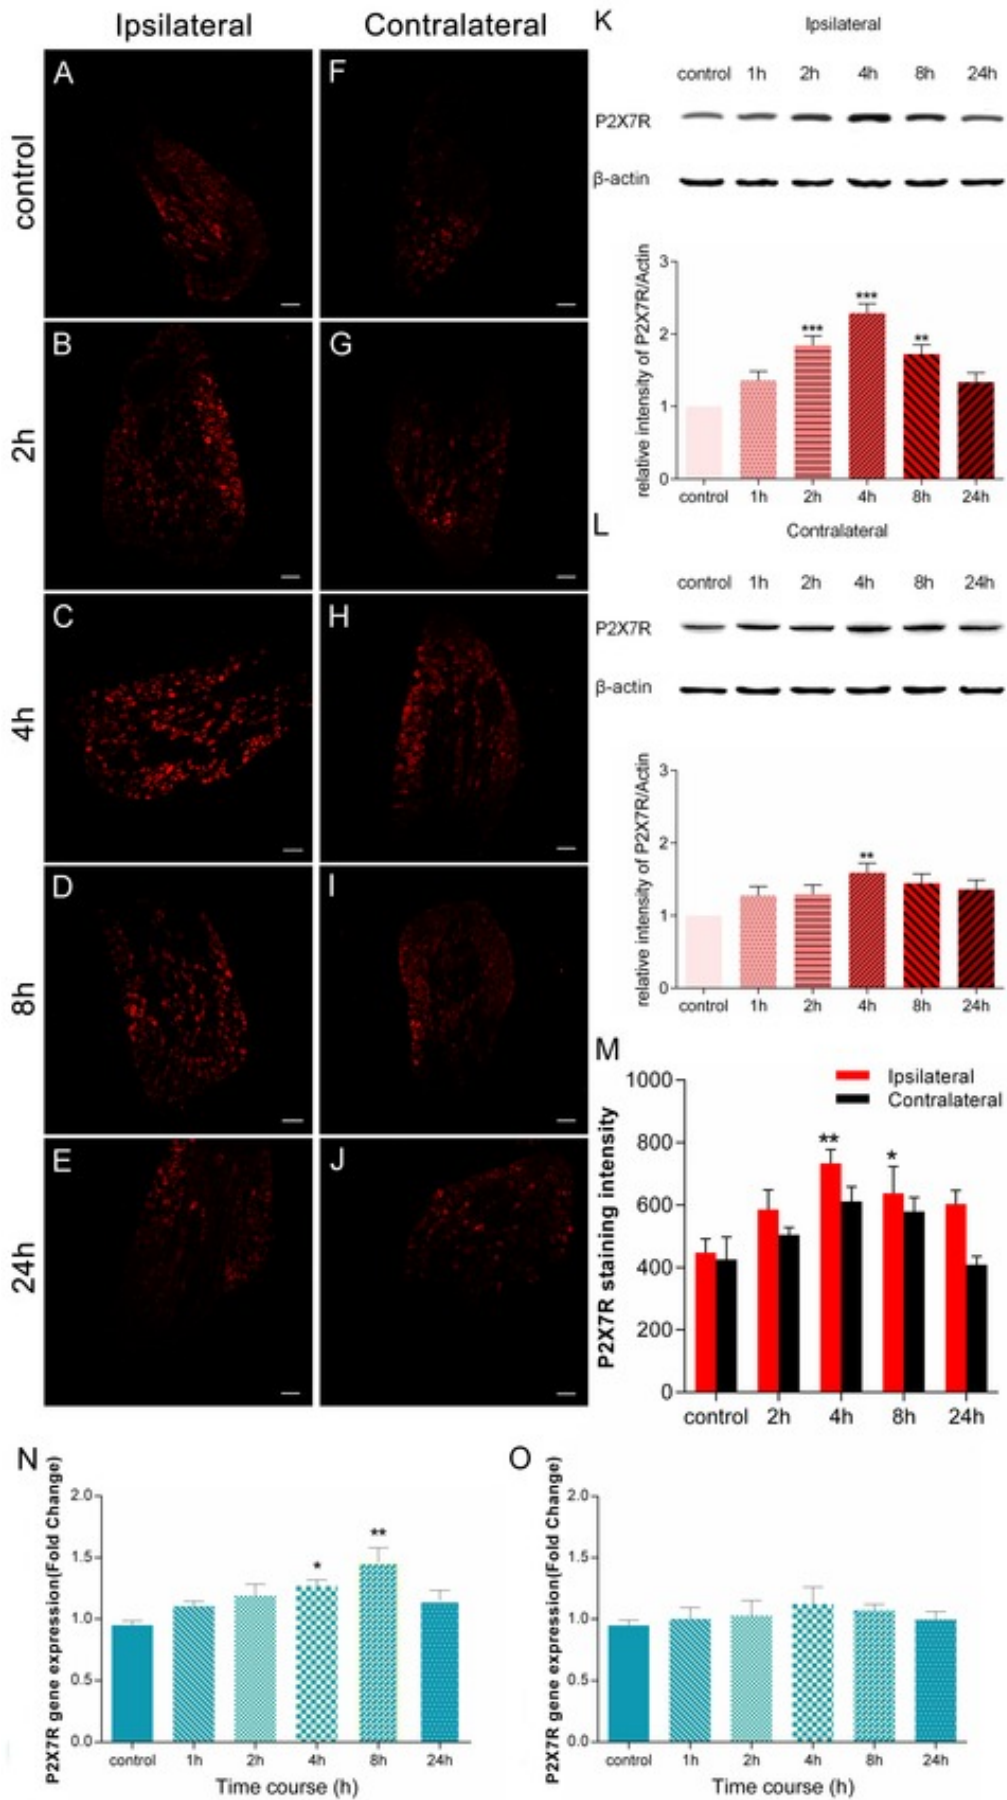 Ipsilateral Contralateral
control
2h
4h
8h
24h
A
F
B
G
C
H
D
I
E
J
K
Ipsilateral
control 1h 2h 4h 8h 24h
P2X7R
β-actin
relative intensity of P2X7R/Actin
3
2
1
0
***
***
**
control 1h 2h 4h 8h 24h
L
Contralateral
control 1h 2h 4h 8h 24h
P2X7R
β-actin
relative intensity of P2X7R/Actin
3
2
1
0
**
control 1h 2h 4h 8h 24h
M
P2X7R staining intensity
1000
800
600
400
200
0
Ipsilateral
Contralateral
**
*
control 2h 4h 8h 24h
N
P2X7R gene expression(Fold Change)
2.0
1.5
1.0
0.5
0.0
*
**
control 1h 2h 4h 8h 24h
Time course (h)
O
P2X7R gene expression(Fold Change)
2.0
1.5
1.0
0.5
0.0
control 1h 2h 4h 8h 24h
Time course (h)